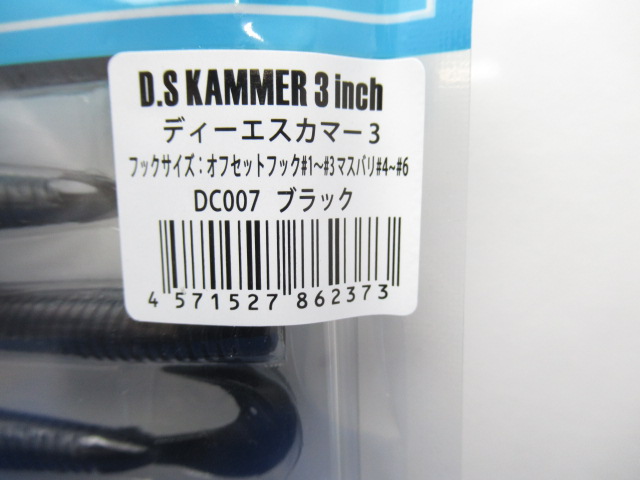 D.S KAMMER 3 inch
ディーエスカマー３
フックサイズ：オフセットフック#1～#3 マスバリ#4~#6
DC007 ブラック
4 571527 862373